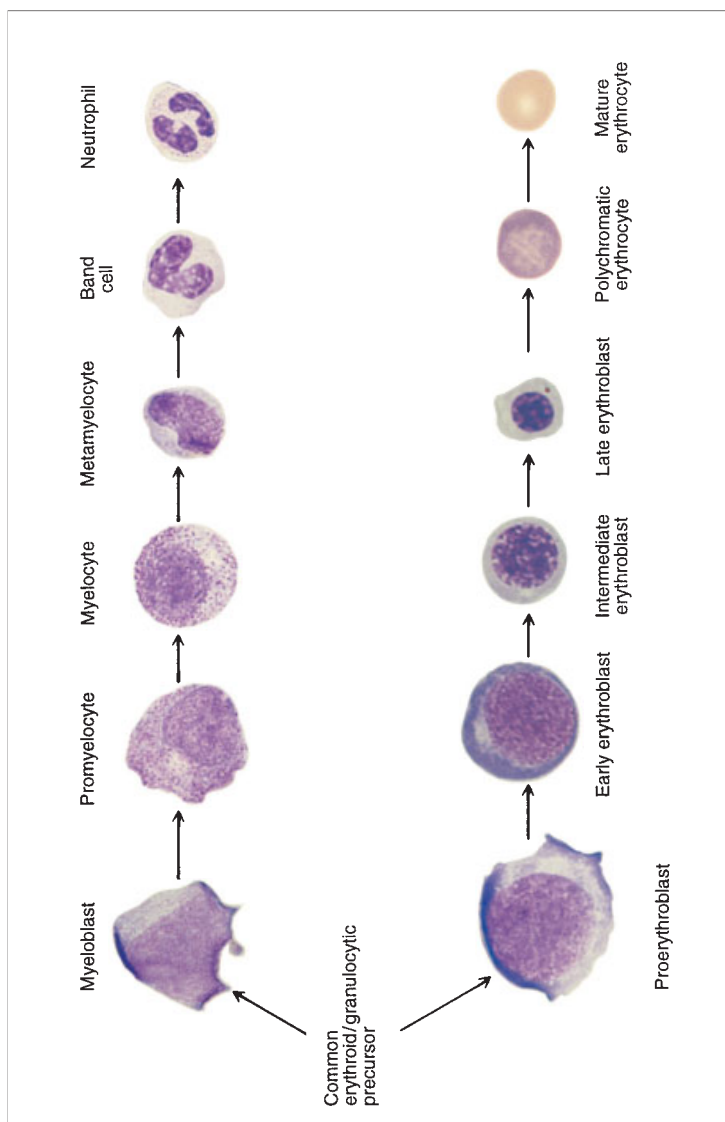 Common
erythroid/granulocytic
precursor
Myeloblast
Promyelocyte
Myelocyte
Metamyelocyte
Band
cell
Neutrophil
Proerythroblast
Early erythroblast
Intermediate
erythroblast
Late erythroblast
Polychromatic
erythrocyte
Mature
erythrocyte